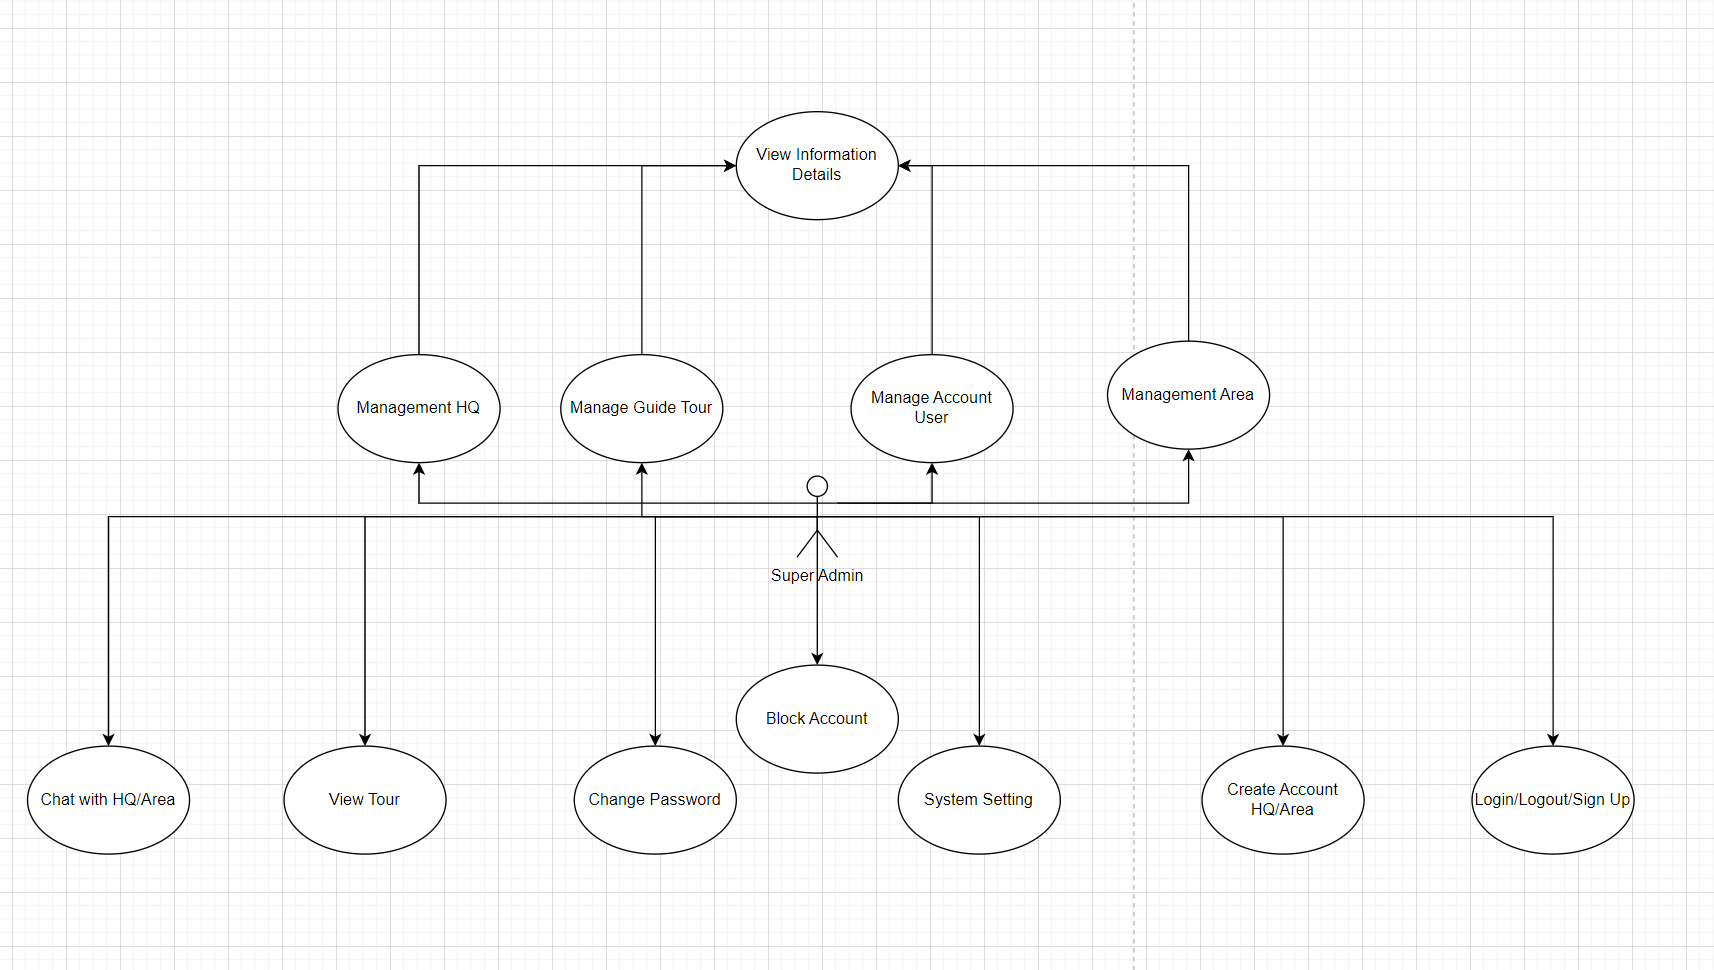 View Information
Details
Management HQ
Manage Guide Tour
Manage Account
User
Management Area
Super Admin
Block Account
Chat with HQ/Area
View Tour
Change Password
System Setting
Create Account
HQ/Area
Login/Logout/Sign Up